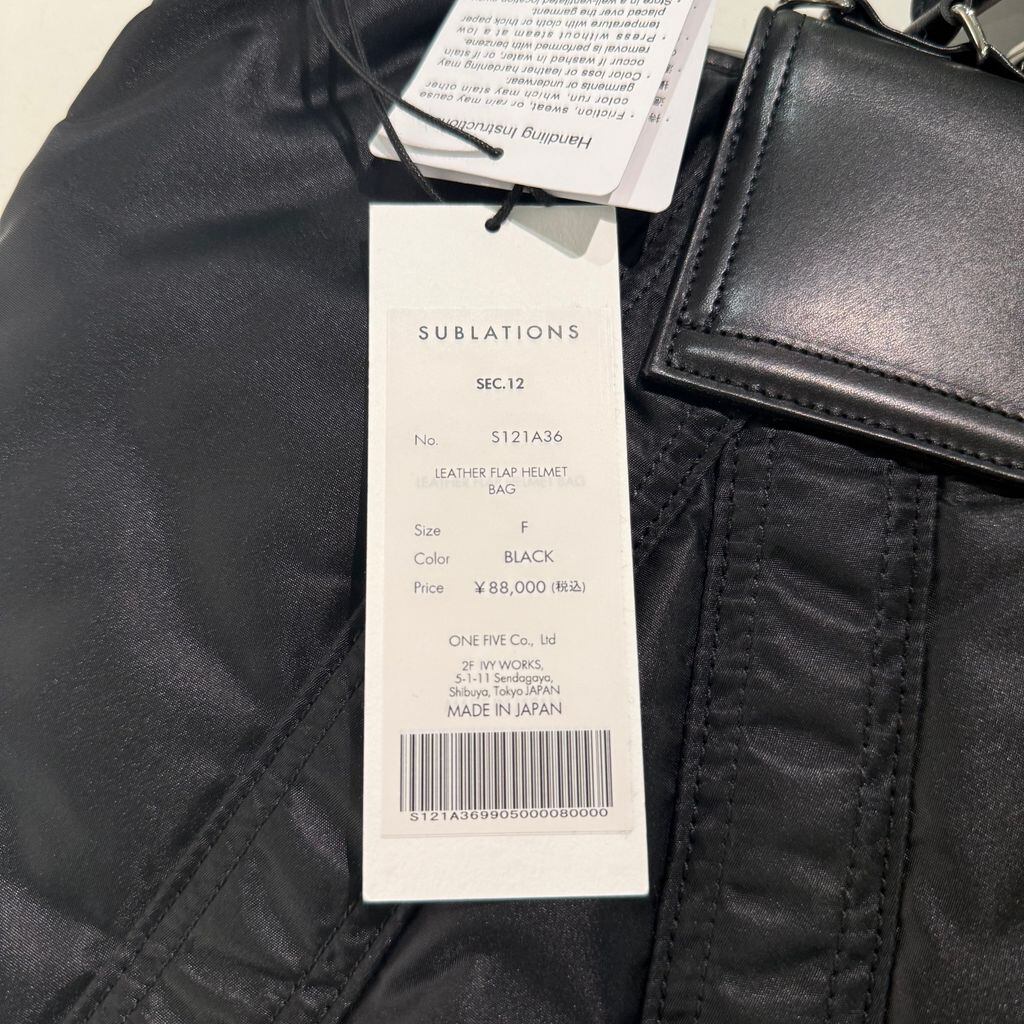 Handling Instructions
• Friction, sweat, or rain may cause
color run, which may stain other
garments or underwear.
• Color loss or leather hardening may
occur if washed in water, or if stain
removal is performed with benzene.
• Press without steam at a low
temperature with cloth or thick paper
placed over the garment.
SUBLATIONS
SEC.12
No. S121A36
LEATHER FLAP HELMET
BAG
Size F
Color BLACK
Price ¥88,000 (税込)
ONE FIVE Co., Ltd
2F IVY WORKS,
5-1-11 Sendagaya,
Shibuya, Tokyo JAPAN
MADE IN JAPAN
S121A369905000080000